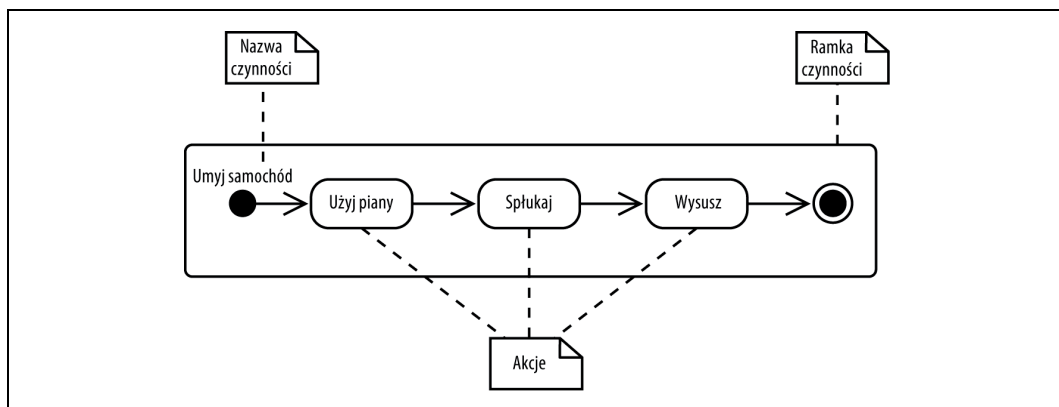 Nazwa
czynności
Ramka
czynności
Umyj samochód
Użyj piany
Spłukaj
Wysusz
Akcje